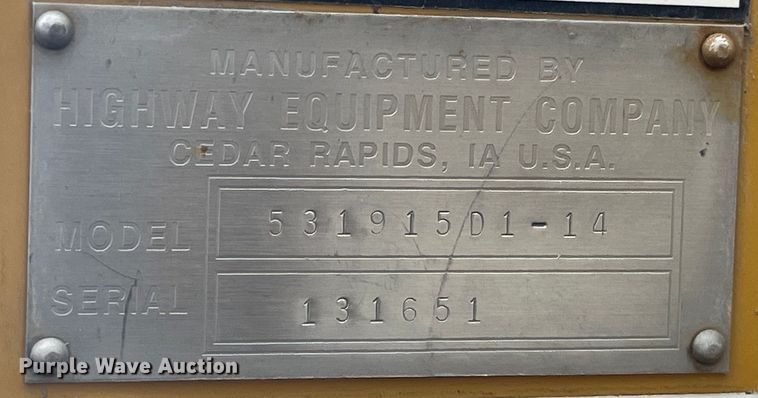 MANUFACTURED BY
HIGHWAY EQUIPMENT COMPANY
CEDAR RAPIDS, IA U.S.A.
MODEL 531915D1-14
SERIAL 131651
Purple Wave Auction